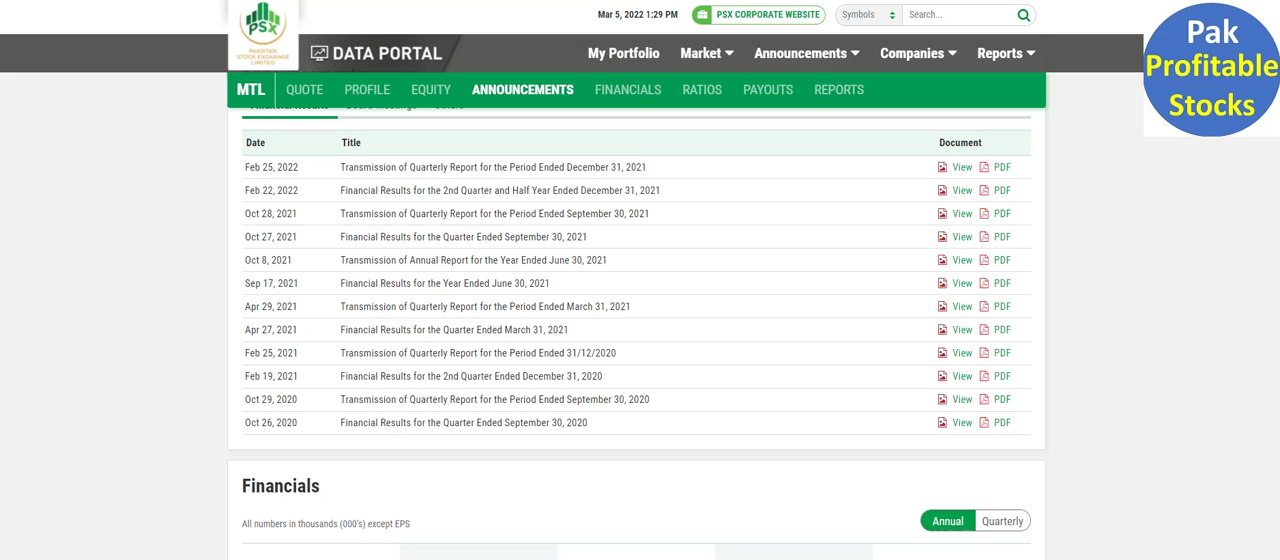 Mar 5, 2022 1:29 PM PSX CORPORATE WEBSITE Symbols Search...
PSX
PAKISTAN
STOCK EXCHANGE
LIMITED
DATA PORTAL My Portfolio Market Announcements Companies Reports
Pak
Profitable
Stocks
MTL QUOTE PROFILE EQUITY ANNOUNCEMENTS FINANCIALS RATIOS PAYOUTS REPORTS
Date Title Document
Feb 25, 2022 Transmission of Quarterly Report for the Period Ended December 31, 2021 View PDF
Feb 22, 2022 Financial Results for the 2nd Quarter and Half Year Ended December 31, 2021 View PDF
Oct 28, 2021 Transmission of Quarterly Report for the Period Ended September 30, 2021 View PDF
Oct 27, 2021 Financial Results for the Quarter Ended September 30, 2021 View PDF
Oct 8, 2021 Transmission of Annual Report for the Year Ended June 30, 2021 View PDF
Sep 17, 2021 Financial Results for the Year Ended June 30, 2021 View PDF
Apr 29, 2021 Transmission of Quarterly Report for the Period Ended March 31, 2021 View PDF
Apr 27, 2021 Financial Results for the Quarter Ended March 31, 2021 View PDF
Feb 25, 2021 Transmission of Quarterly Report for the Period Ended 31/12/2020 View PDF
Feb 19, 2021 Financial Results for the 2nd Quarter Ended December 31, 2020 View PDF
Oct 29, 2020 Transmission of Quarterly Report for the Period Ended September 30, 2020 View PDF
Oct 26, 2020 Financial Results for the Quarter Ended September 30, 2020 View PDF
Financials
All numbers in thousands (000's) except EPS Annual Quarterly